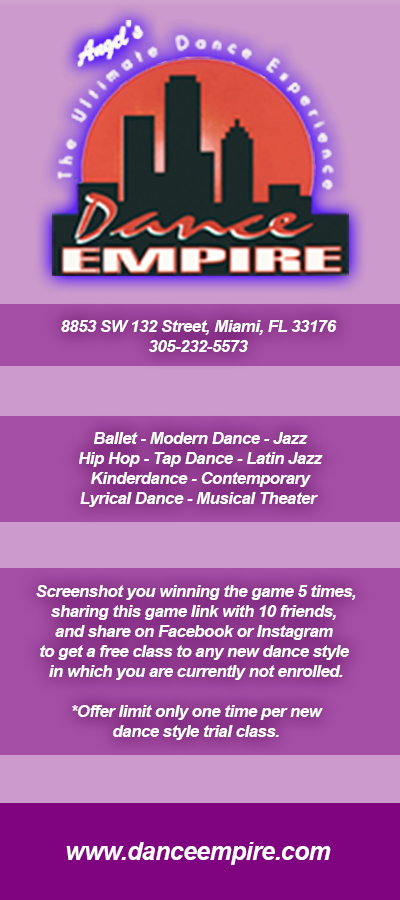 Angel's
The Ultimate Dance Experience
Dance
EMPIRE
8853 SW 132 Street, Miami, FL 33176
305-232-5573
Ballet - Modern Dance - Jazz
Hip Hop - Tap Dance - Latin Jazz
Kinderdance - Contemporary
Lyrical Dance - Musical Theater
Screenshot you winning the game 5 times,
sharing this game link with 10 friends,
and share on Facebook or Instagram
to get a free class to any new dance style
in which you are currently not enrolled.
*Offer limit only one time per new
dance style trial class.
www.danceempire.com